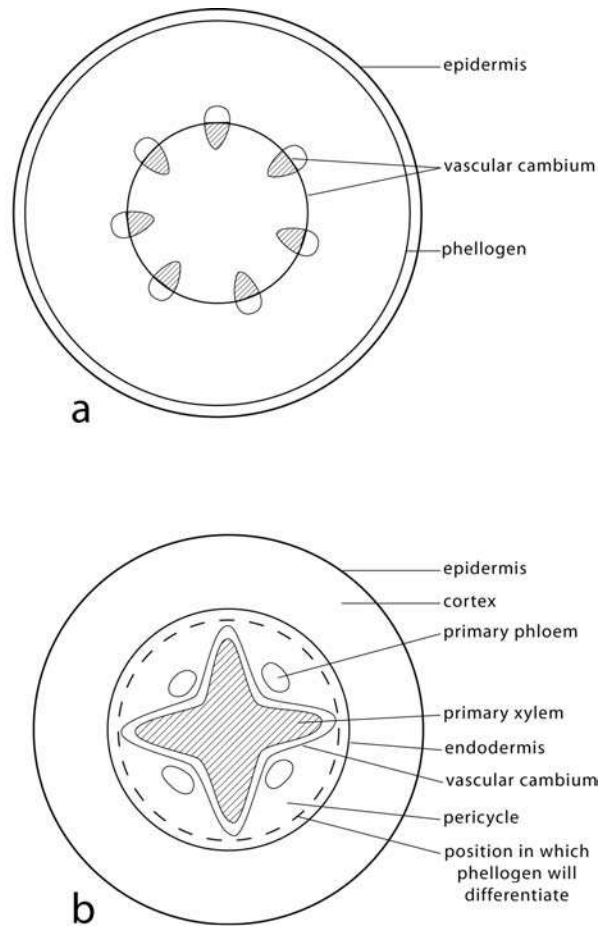 epidermis
vascular cambium
phellogen
a
epidermis
cortex
primary phloem
primary xylem
endodermis
vascular cambium
pericycle
position in which
phellogen will
differentiate
b